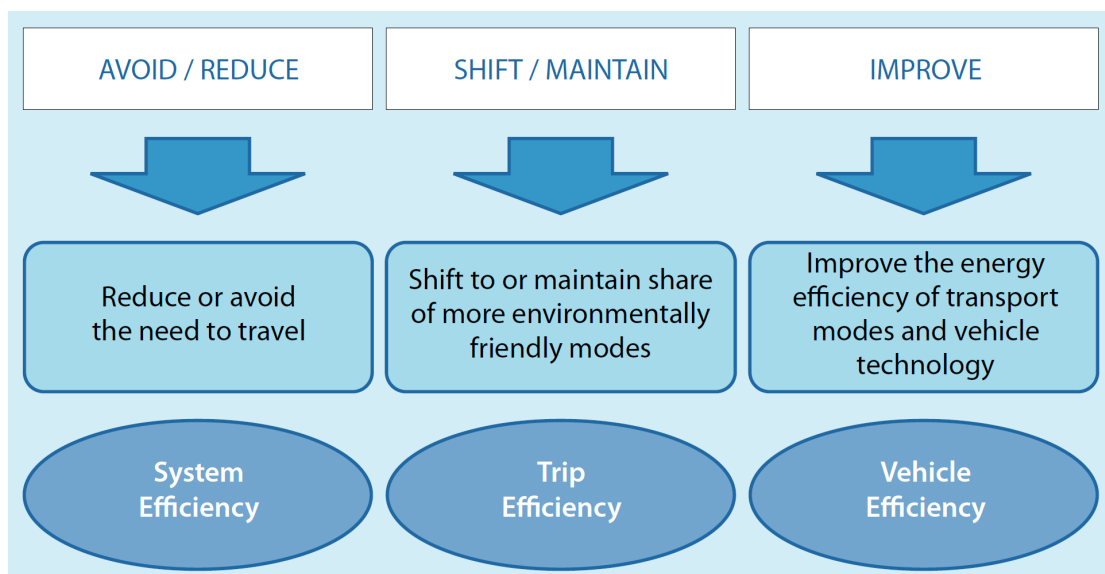 AVOID / REDUCE
SHIFT / MAINTAIN
IMPROVE
Reduce or avoid
the need to travel
Shift to or maintain share
of more environmentally
friendly modes
Improve the energy
efficiency of transport
modes and vehicle
technology
System
Efficiency
Trip
Efficiency
Vehicle
Efficiency